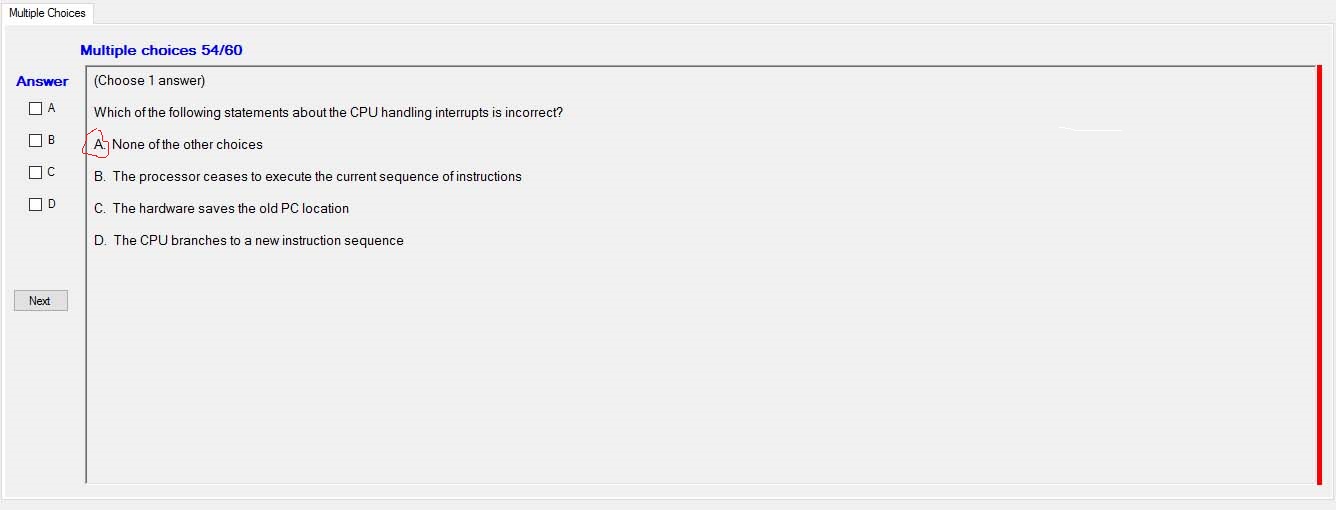 Multiple Choices
Multiple choices 54/60
Answer
(Choose 1 answer)
A
Which of the following statements about the CPU handling interrupts is incorrect?
B
A. None of the other choices
C
B. The processor ceases to execute the current sequence of instructions
D
C. The hardware saves the old PC location
D. The CPU branches to a new instruction sequence
Next